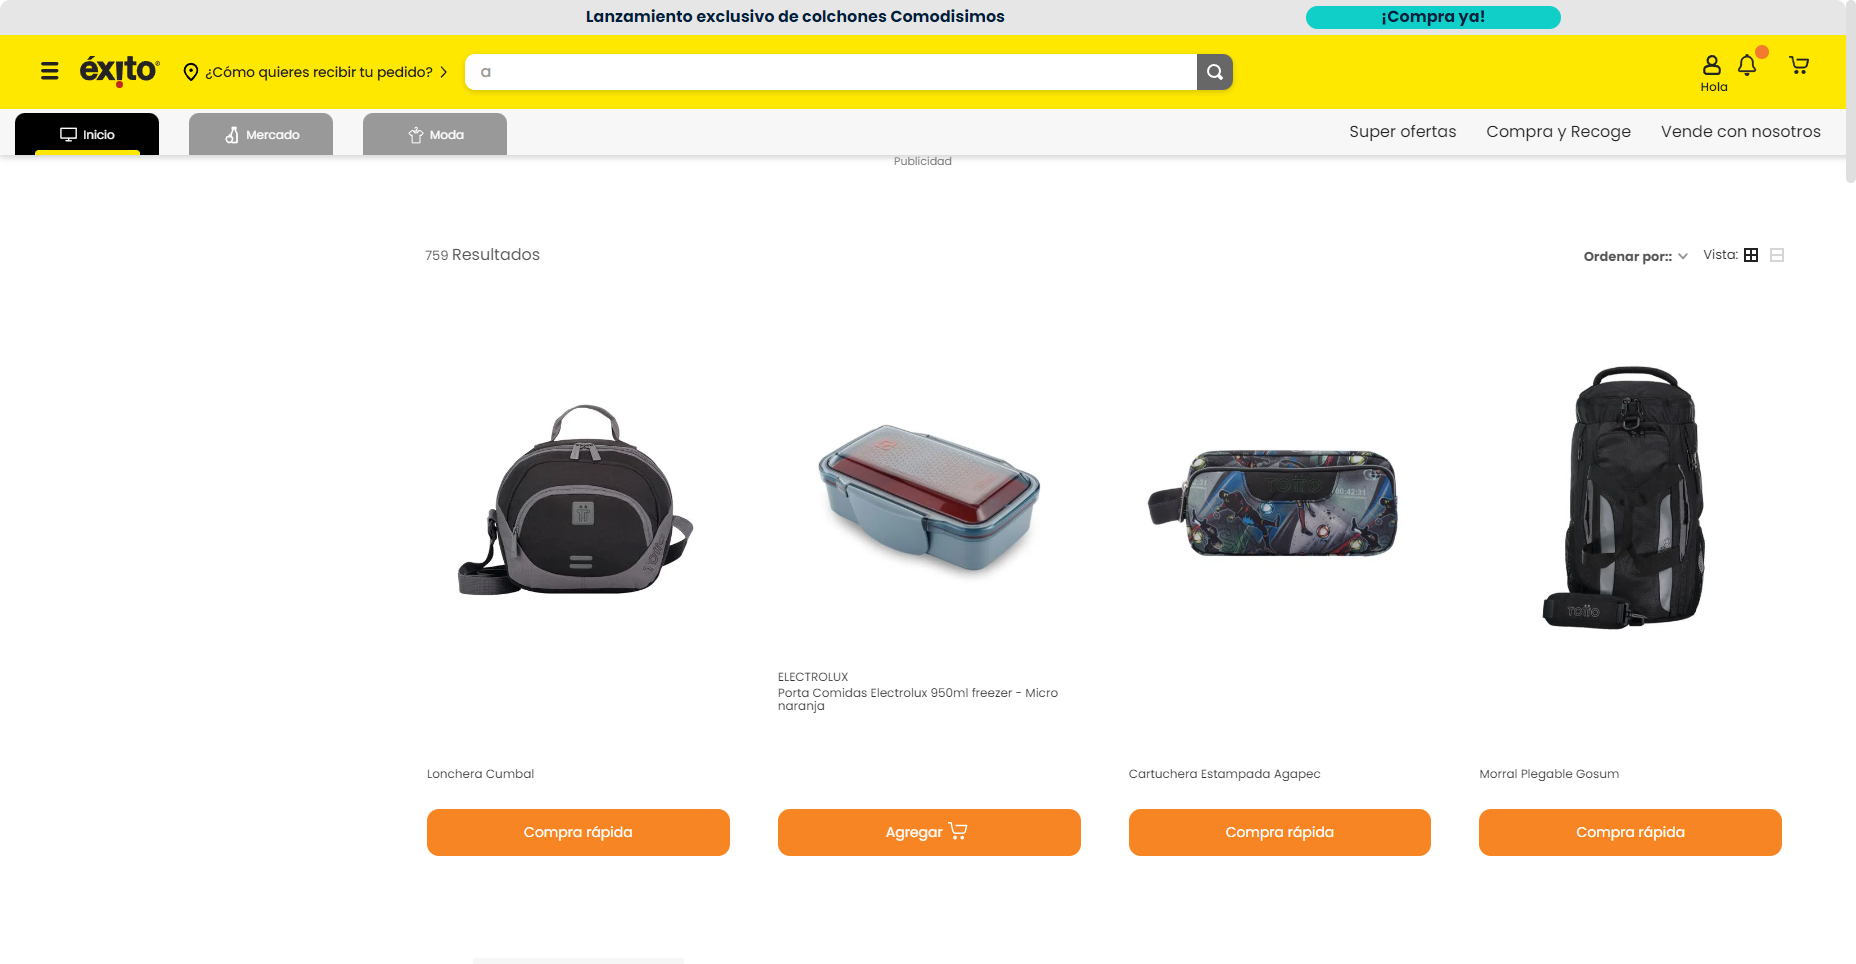 Lanzamiento exclusivo de colchones Comodisimos
¡Compra ya!
éxito
¿Cómo quieres recibir tu pedido?
a
Hola
Inicio
Mercado
Moda
Super ofertas
Compra y Recoge
Vende con nosotros
Publicidad
759 Resultados
Ordenar por::
Vista:
TOTTO
ELECTROLUX
Porta Comidas Electrolux 950ml freezer - Micro
naranja
Lonchera Cumbal
Cartuchera Estampada Agapec
Morral Plegable Gosum
Compra rápida
Agregar
Compra rápida
Compra rápida